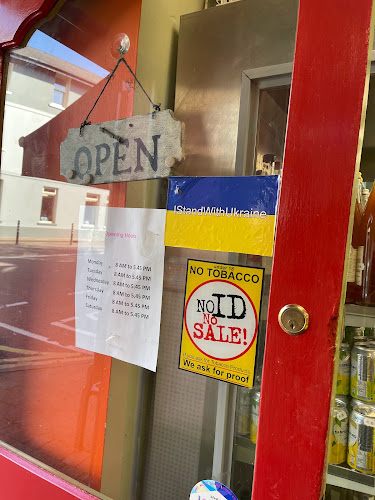 OPEN
IStandWithUkraine
Opening Hours
Monday 8 AM to 5.45 PM
Tuesday 8 AM to 5.45 PM
Wednesday 8 AM to 5.45 PM
Thursday 8 AM to 5.45 PM
Friday 8 AM to 5.45 PM
Saturday 8 AM to 5.45 PM
UNDER 18
NO TOBACCO
NO ID
NO
SALE!
We ask for proof